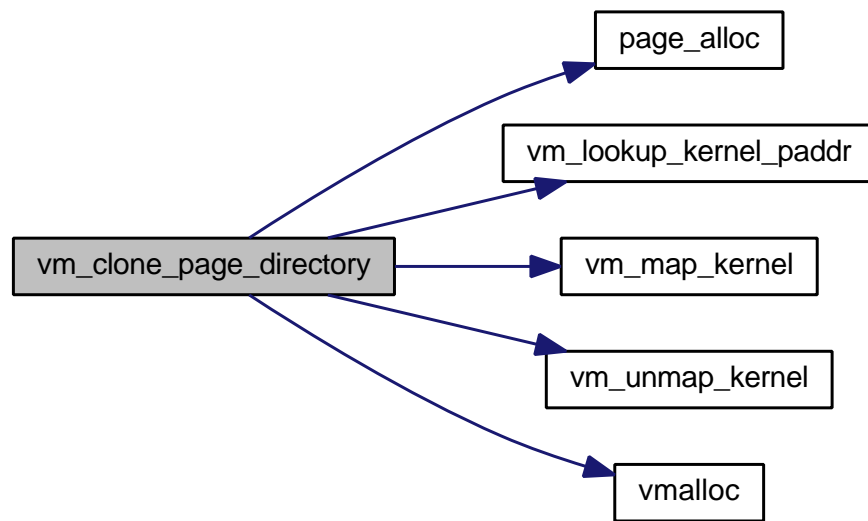 page_alloc
vm_lookup_kernel_paddr
vm_clone_page_directory
vm_map_kernel
vm_unmap_kernel
vmalloc